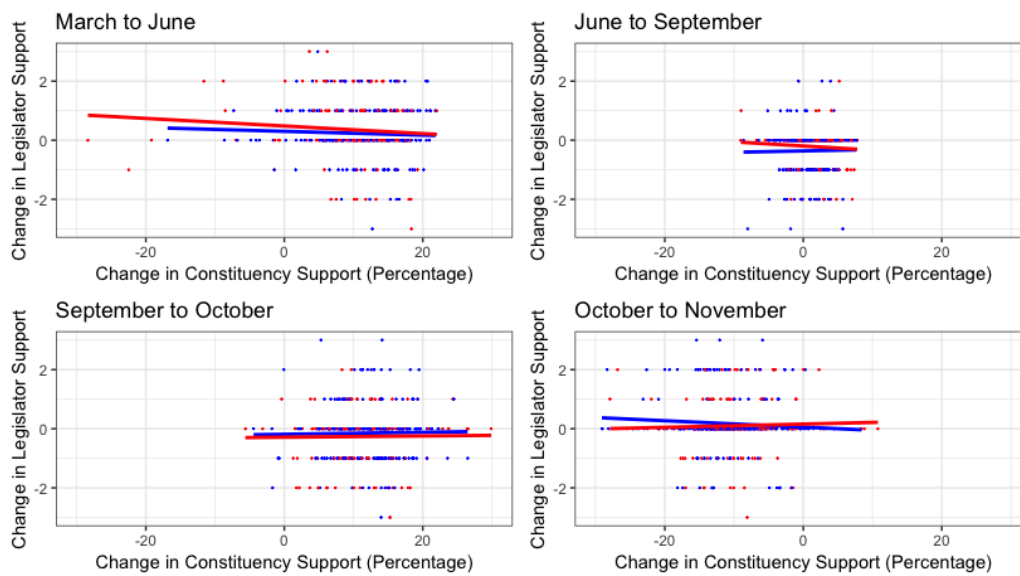 March to June
Change in Legislator Support
2
0
-2
-20
0
20
Change in Constituency Support (Percentage)
June to September
Change in Legislator Support
2
0
-2
-20
0
20
Change in Constituency Support (Percentage)
September to October
Change in Legislator Support
2
0
-2
-20
0
20
Change in Constituency Support (Percentage)
October to November
Change in Legislator Support
2
0
-2
-20
0
20
Change in Constituency Support (Percentage)